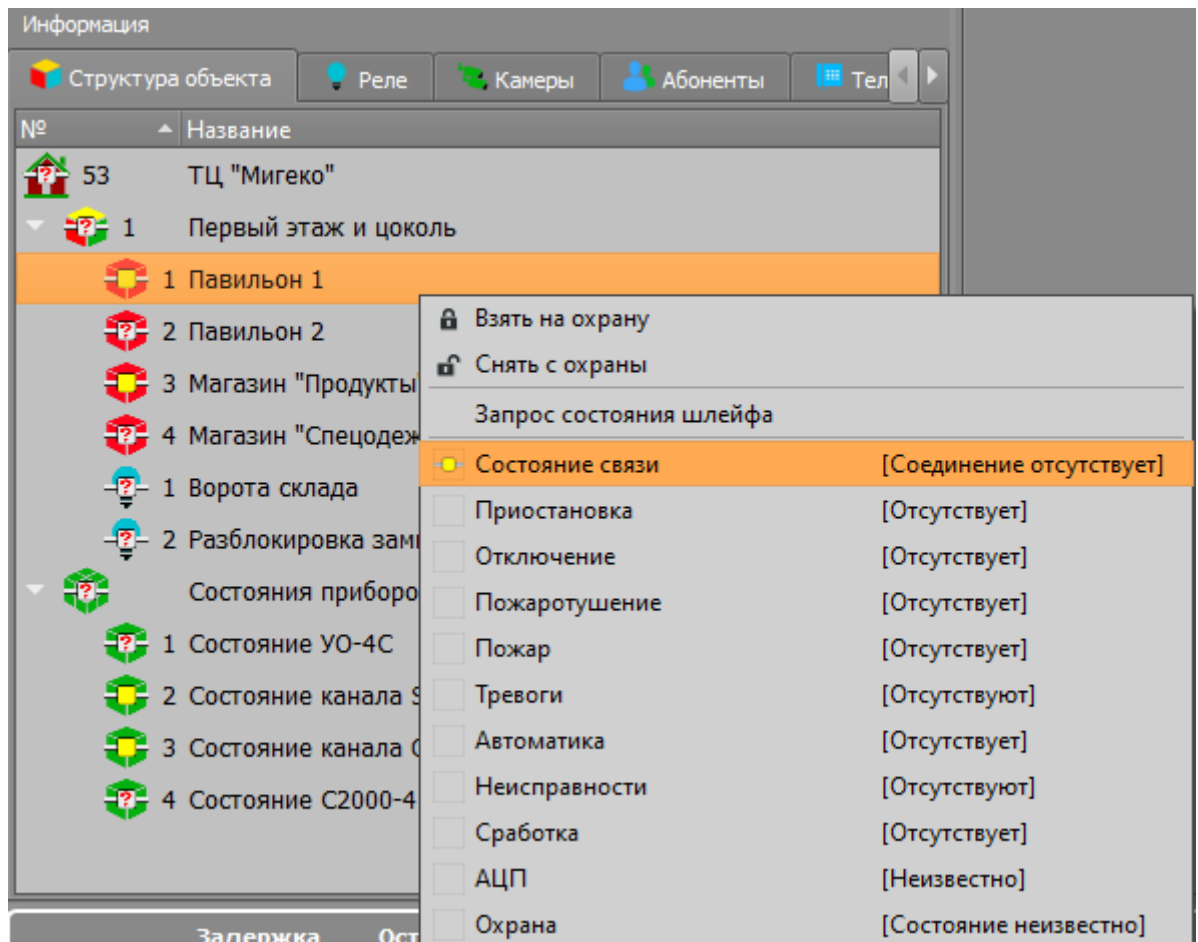 Информация
Структура объекта Реле Камеры Абоненты Тел
№ Название
53 ТЦ "Мигеко"
1 Первый этаж и цоколь
1 Павильон 1
2 Павильон 2
3 Магазин "Продукты"
4 Магазин "Спецодеж
1 Ворота склада
2 Разблокировка зам
Состояния приборо
1 Состояние УО-4С
2 Состояние канала
3 Состояние канала
4 Состояние С2000-4
Взять на охрану
Снять с охраны
Запрос состояния шлейфа
Состояние связи [Соединение отсутствует]
Приостановка [Отсутствует]
Отключение [Отсутствует]
Пожаротушение [Отсутствует]
Пожар [Отсутствует]
Тревоги [Отсутствуют]
Автоматика [Отсутствует]
Неисправности [Отсутствуют]
Сработка [Отсутствует]
АЦП [Неизвестно]
Охрана [Состояние неизвестно]
Задержка Ост